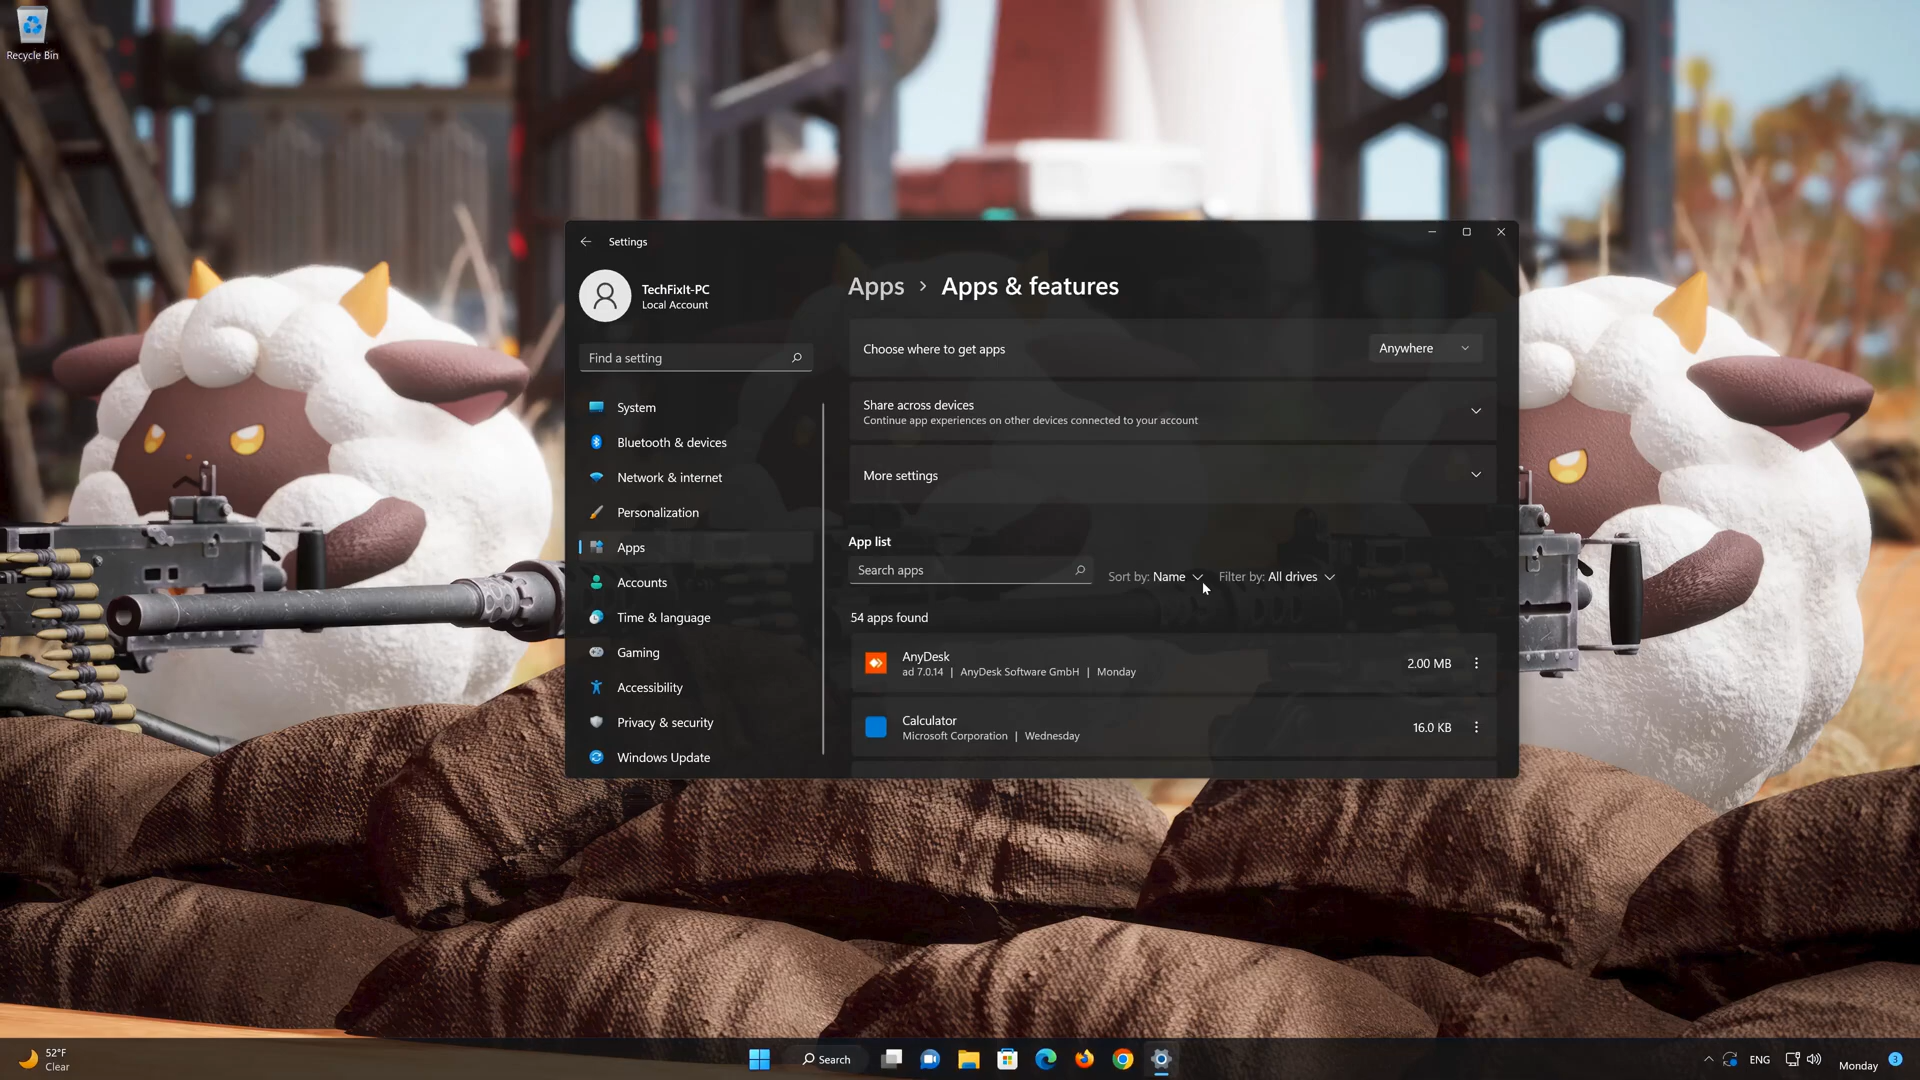 Recycle Bin
Settings
TechFixIt-PC
Local Account
Find a setting
System
Bluetooth & devices
Network & internet
Personalization
Apps
Accounts
Time & language
Gaming
Accessibility
Privacy & security
Windows Update
Apps > Apps & features
Choose where to get apps
Anywhere
Share across devices
Continue app experiences on other devices connected to your account
More settings
App list
Search apps
Sort by: Name
Filter by: All drives
54 apps found
AnyDesk
ad 7.0.14 | AnyDesk Software GmbH | Monday
2.00 MB
Calculator
Microsoft Corporation | Wednesday
16.0 KB
52°F
Clear
Search
ENG
Monday
3